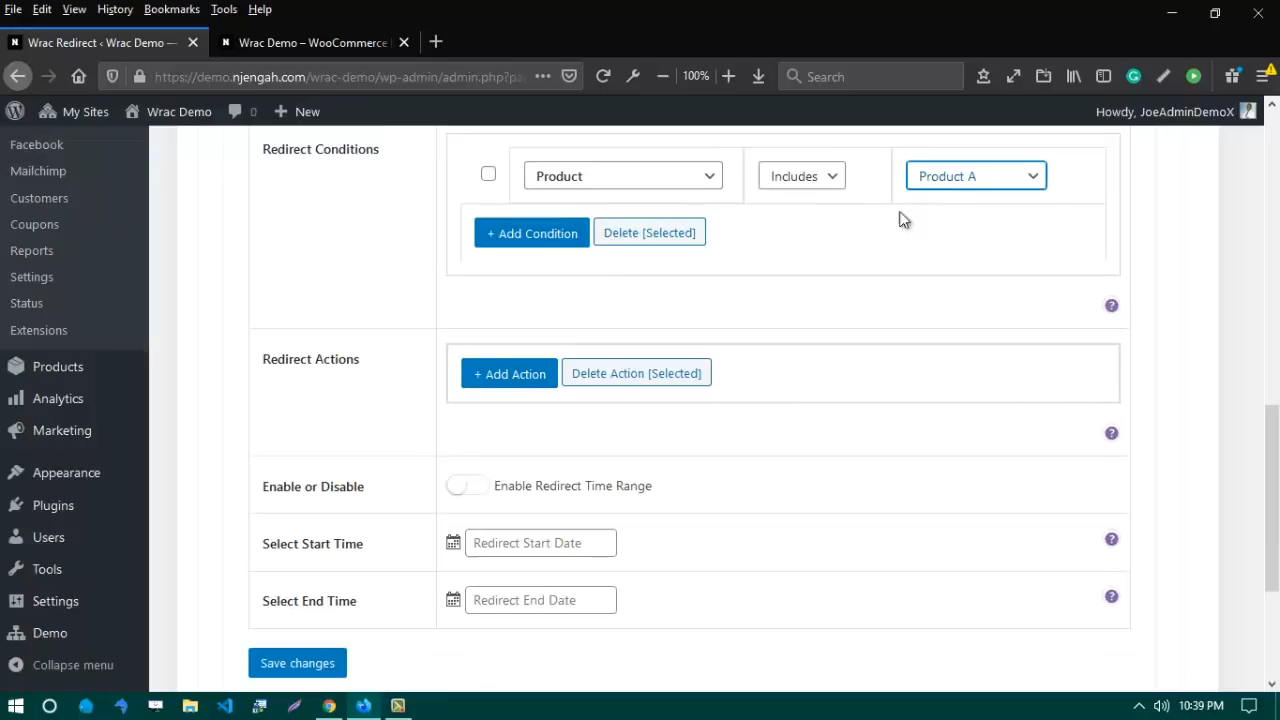 File Edit View History Bookmarks Tools Help
Wrac Redirect ‹ Wrac Demo —
Wrac Demo – WooCommerce
https://demo.njengah.com/wrac-demo/wp-admin/admin.php?pa
100%
Search
My Sites Wrac Demo 0 New Howdy, JoeAdminDemoX
Facebook
Mailchimp
Customers
Coupons
Reports
Settings
Status
Extensions
Products
Analytics
Marketing
Appearance
Plugins
Users
Tools
Settings
Demo
Collapse menu
Redirect Conditions
Product Includes Product A
+ Add Condition Delete [Selected]
?
Redirect Actions
+ Add Action Delete Action [Selected]
?
Enable or Disable Enable Redirect Time Range
Select Start Time Redirect Start Date ?
Select End Time Redirect End Date ?
Save changes
10:39 PM